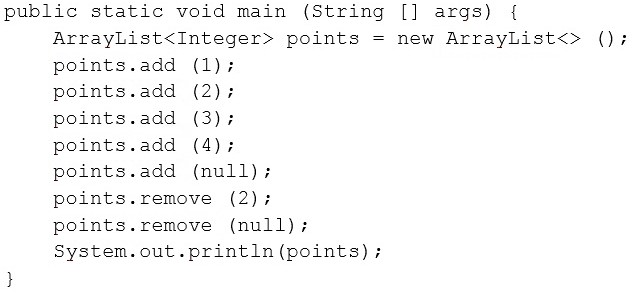 public static void main (String [] args) {
    ArrayList<Integer> points = new ArrayList<> ();
    points.add (1);
    points.add (2);
    points.add (3);
    points.add (4);
    points.add (null);
    points.remove (2);
    points.remove (null);
    System.out.println(points);
}